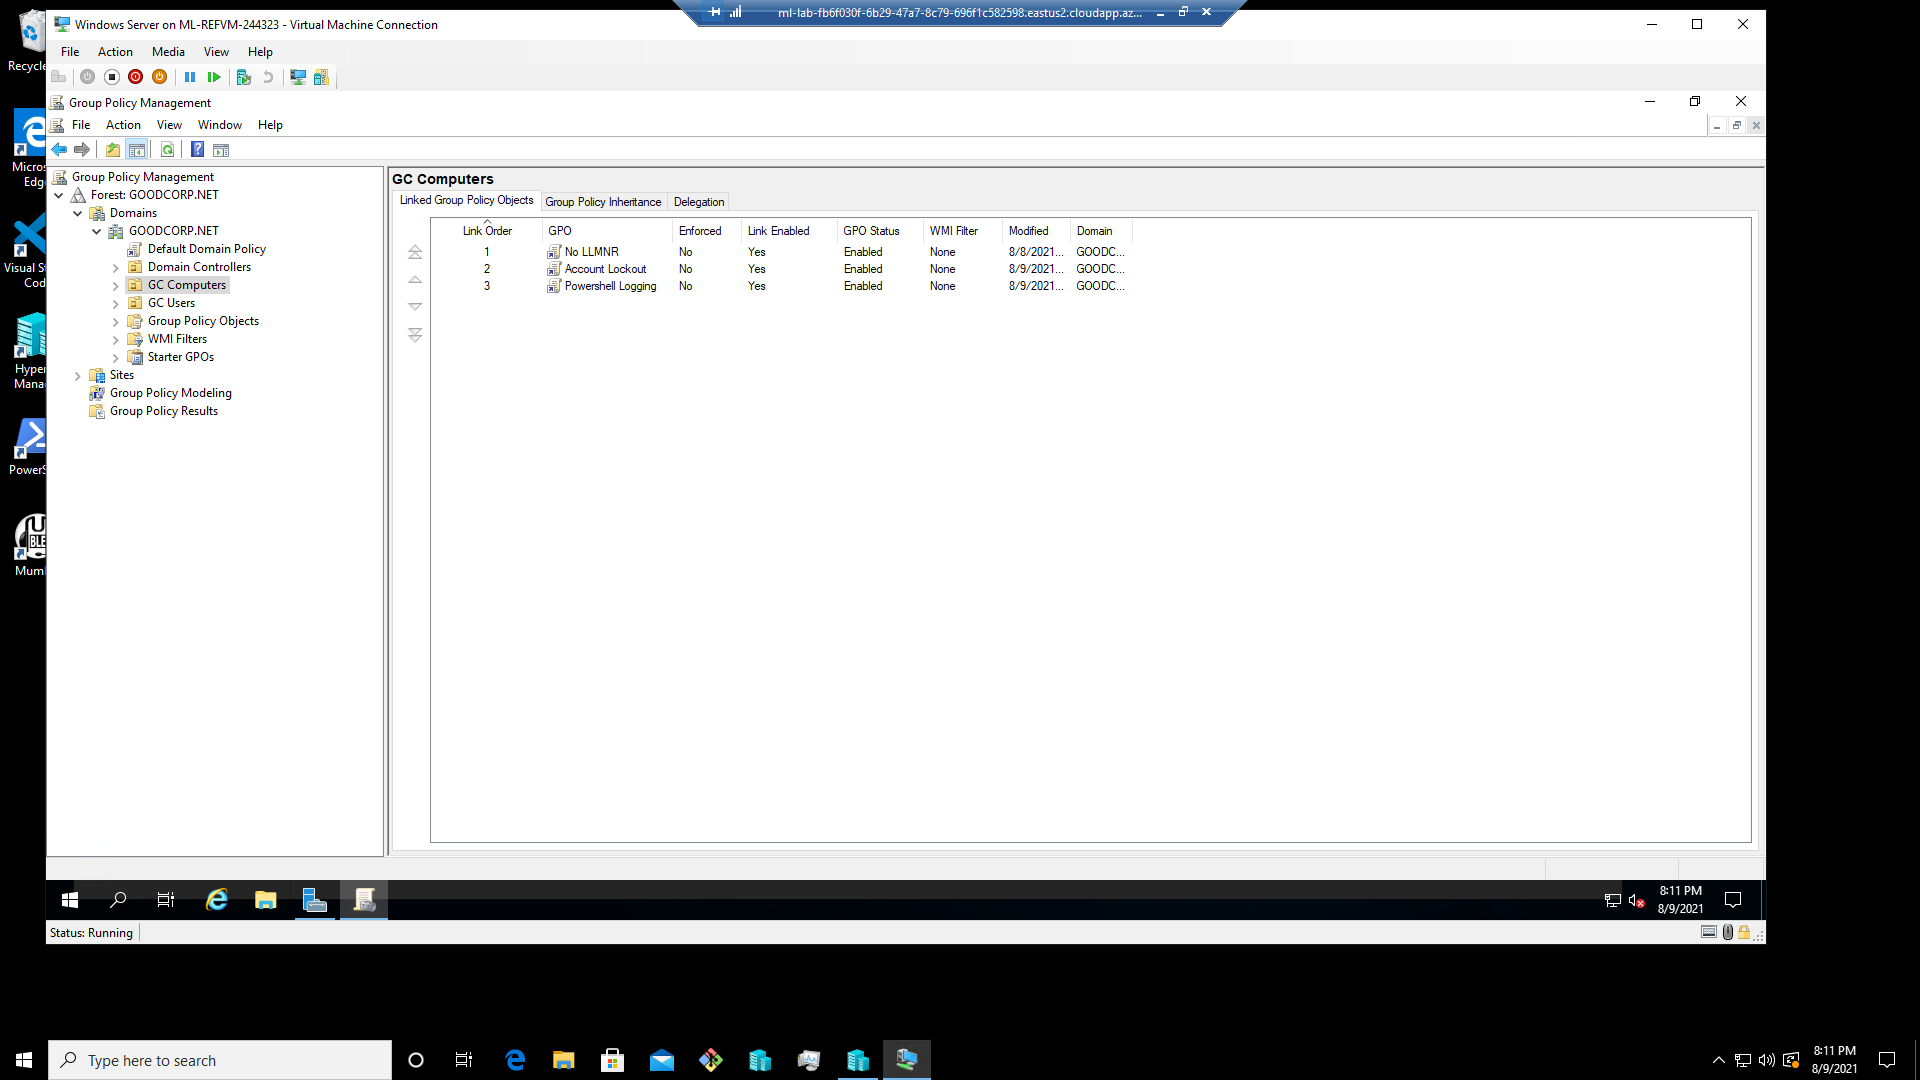 ml-lab-fb6f030f-6b29-47a7-8c79-696f1c582598.eastus2.cloudapp.az...
Windows Server on ML-REFVM-244323 - Virtual Machine Connection
File Action Media View Help
Group Policy Management
File Action View Window Help
Group Policy Management
Forest: GOODCORP.NET
Domains
GOODCORP.NET
Default Domain Policy
Domain Controllers
GC Computers
GC Users
Group Policy Objects
WMI Filters
Starter GPOs
Sites
Group Policy Modeling
Group Policy Results
GC Computers
Linked Group Policy Objects Group Policy Inheritance Delegation
Link Order GPO Enforced Link Enabled GPO Status WMI Filter Modified Domain
1 No LLMNR No Yes Enabled None 8/8/2021... GOODC...
2 Account Lockout No Yes Enabled None 8/9/2021... GOODC...
3 Powershell Logging No Yes Enabled None 8/9/2021... GOODC...
8:11 PM
8/9/2021
Status: Running
Recycle
Micros
Edg
Visual S
Cod
Hyper
Mana
PowerS
Mum
Type here to search
8:11 PM
8/9/2021